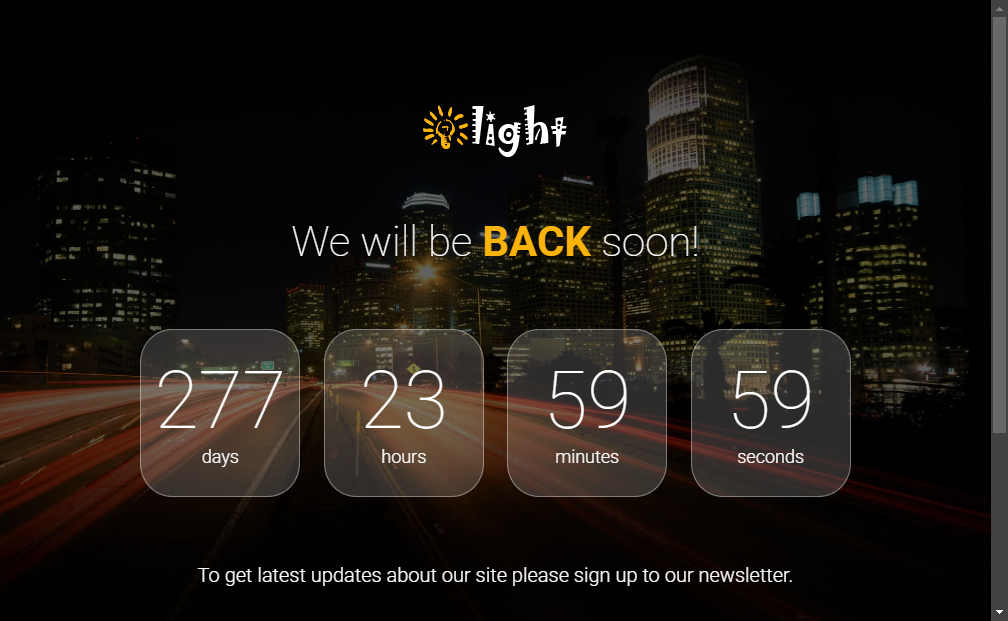 light
We will be BACK soon!
277
days
23
hours
59
minutes
59
seconds
To get latest updates about our site please sign up to our newsletter.